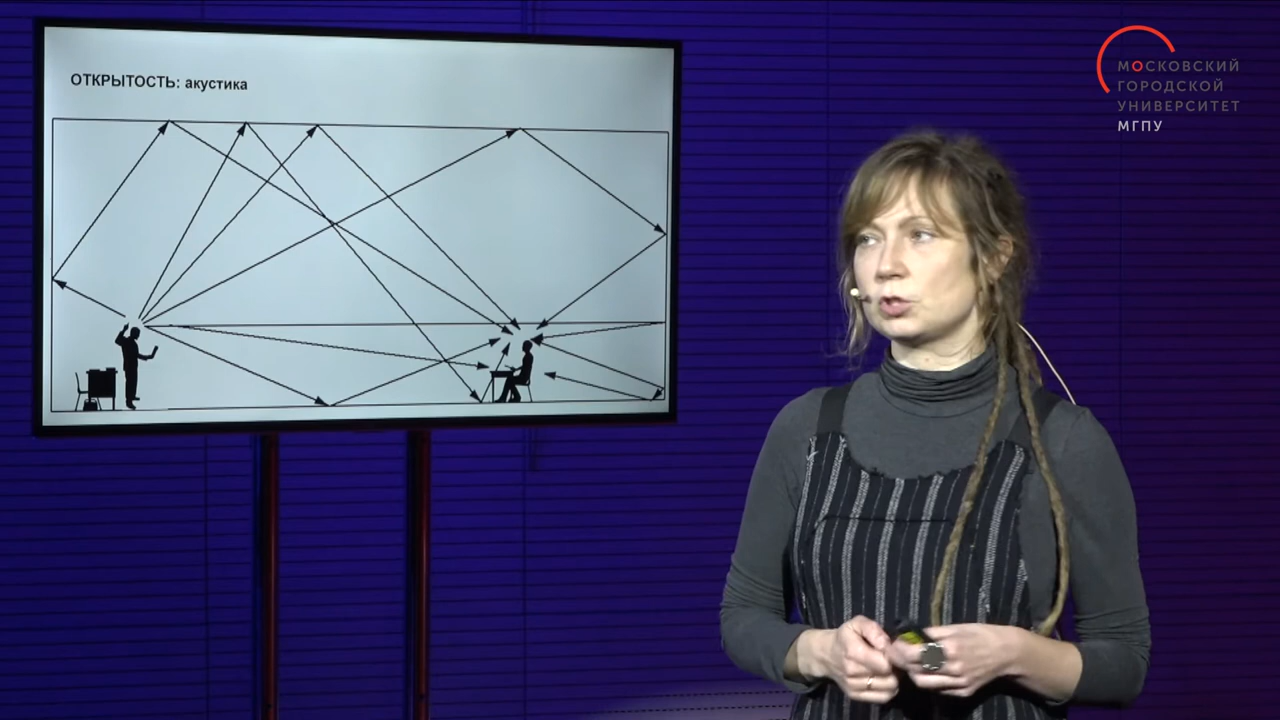 ОТКРЫТОСТЬ: акустика
МОСКОВСКИЙ
ГОРОДСКОЙ
УНИВЕРСИТЕТ
МГПУ